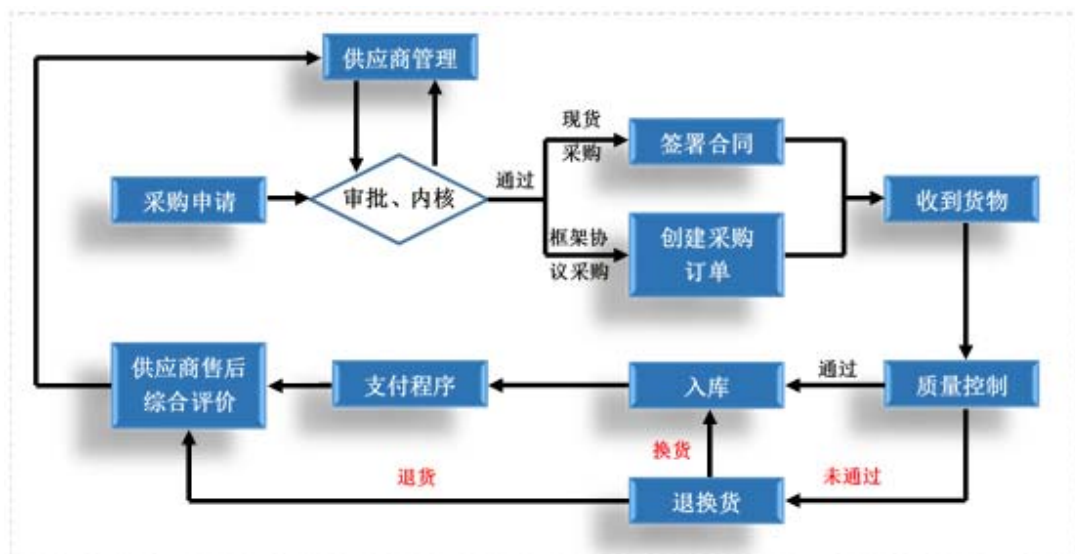 供应商管理
现货
采购
签署合同
采购申请
审批、内核
通过
收到货物
框架协
议采购
创建采购
订单
供应商售后
综合评价
支付程序
入库
通过
质量控制
换货
退货
未通过
退换货